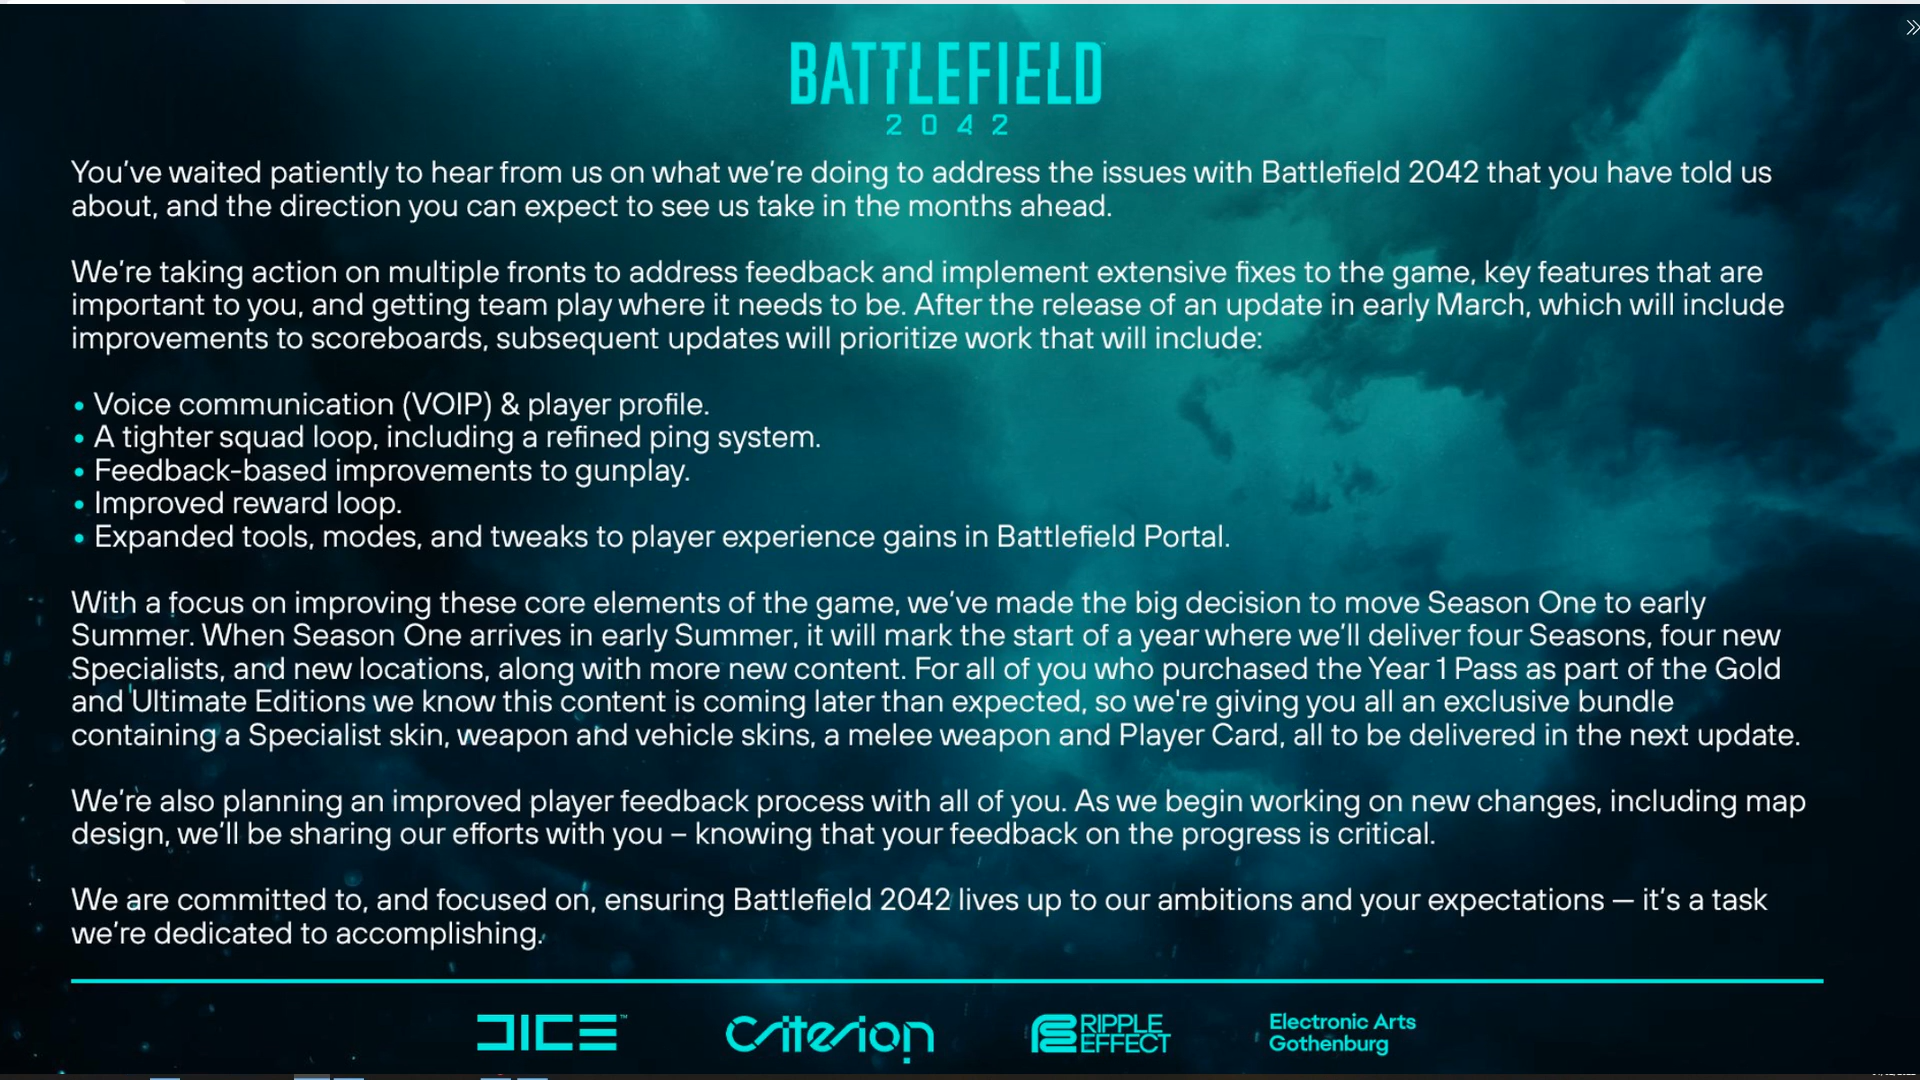 BATTLEFIELD
2042
You’ve waited patiently to hear from us on what we’re doing to address the issues with Battlefield 2042 that you have told us
about, and the direction you can expect to see us take in the months ahead.
We’re taking action on multiple fronts to address feedback and implement extensive fixes to the game, key features that are
important to you, and getting team play where it needs to be. After the release of an update in early March, which will include
improvements to scoreboards, subsequent updates will prioritize work that will include:
• Voice communication (VOIP) & player profile.
• A tighter squad loop, including a refined ping system.
• Feedback-based improvements to gunplay.
• Improved reward loop.
• Expanded tools, modes, and tweaks to player experience gains in Battlefield Portal.
With a focus on improving these core elements of the game, we’ve made the big decision to move Season One to early
Summer. When Season One arrives in early Summer, it will mark the start of a year where we’ll deliver four Seasons, four new
Specialists, and new locations, along with more new content. For all of you who purchased the Year 1 Pass as part of the Gold
and Ultimate Editions we know this content is coming later than expected, so we're giving you all an exclusive bundle
containing a Specialist skin, weapon and vehicle skins, a melee weapon and Player Card, all to be delivered in the next update.
We’re also planning an improved player feedback process with all of you. As we begin working on new changes, including map
design, we’ll be sharing our efforts with you – knowing that your feedback on the progress is critical.
We are committed to, and focused on, ensuring Battlefield 2042 lives up to our ambitions and your expectations — it’s a task
we’re dedicated to accomplishing.
DICE™
Criterion
RIPPLE
EFFECT
Electronic Arts
Gothenburg